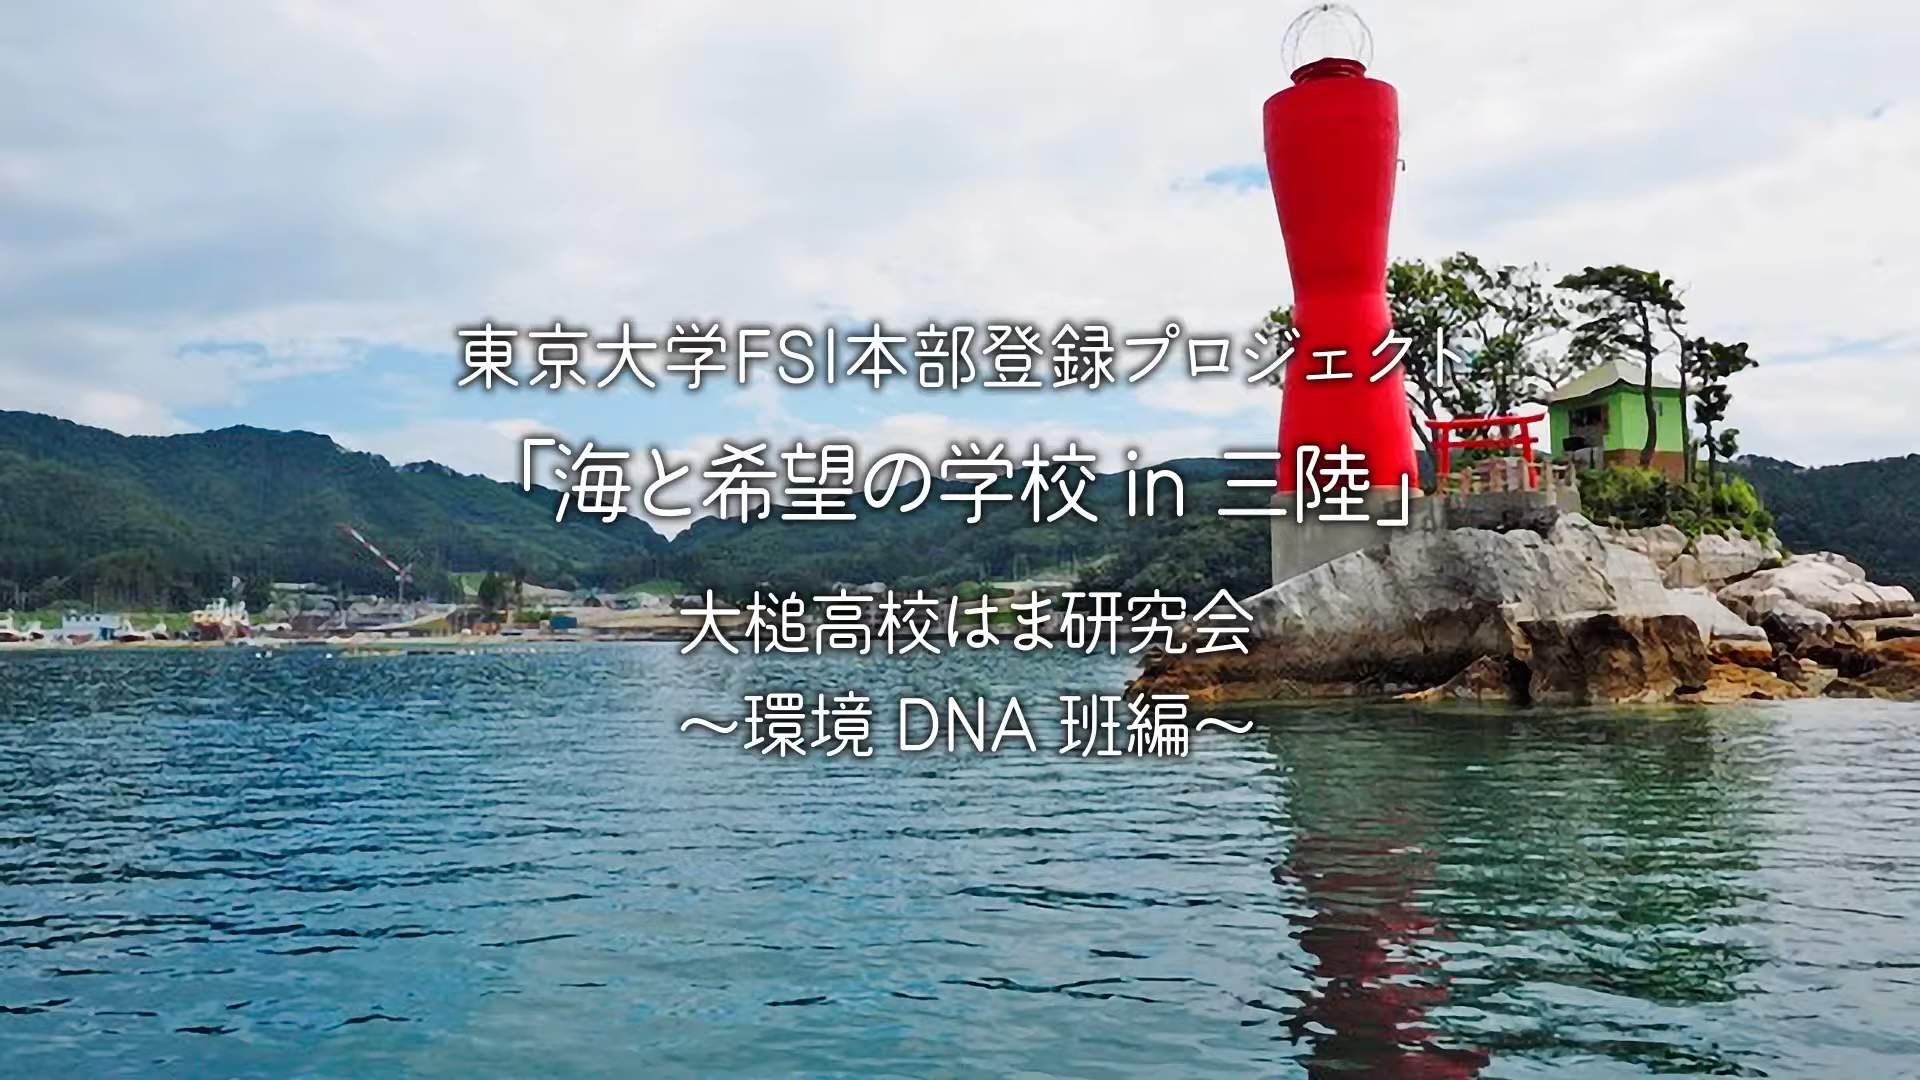 東京大学FSI本部登録プロジェクト
「海と希望の学校 in 三陸」
大槌高校はま研究会
～環境 DNA 班編～